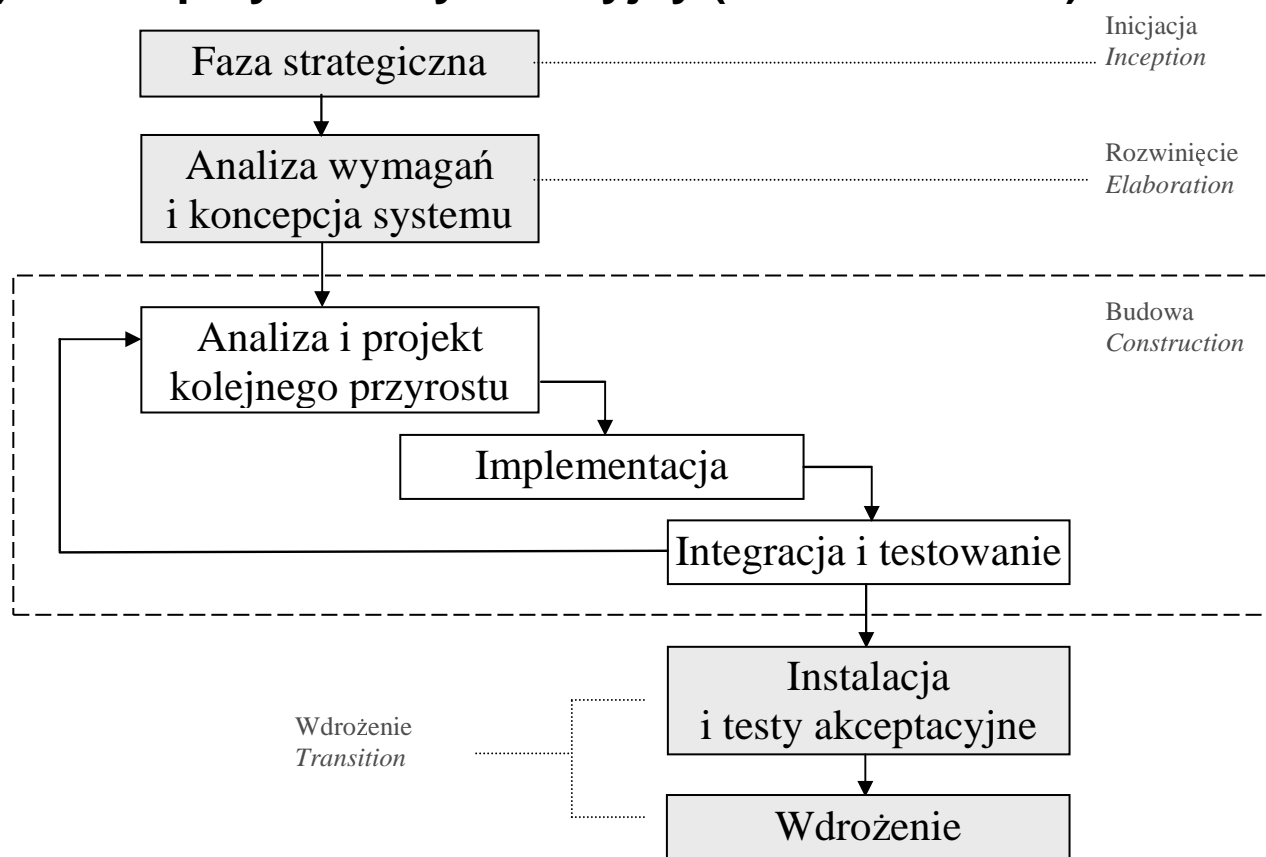 Faza strategiczna
Inicjacja
Inception
Analiza wymagań
i koncepcja systemu
Rozwinięcie
Elaboration
Analiza i projekt
kolejnego przyrostu
Budowa
Construction
Implementacja
Integracja i testowanie
Instalacja
i testy akceptacyjne
Wdrożenie
Transition
Wdrożenie